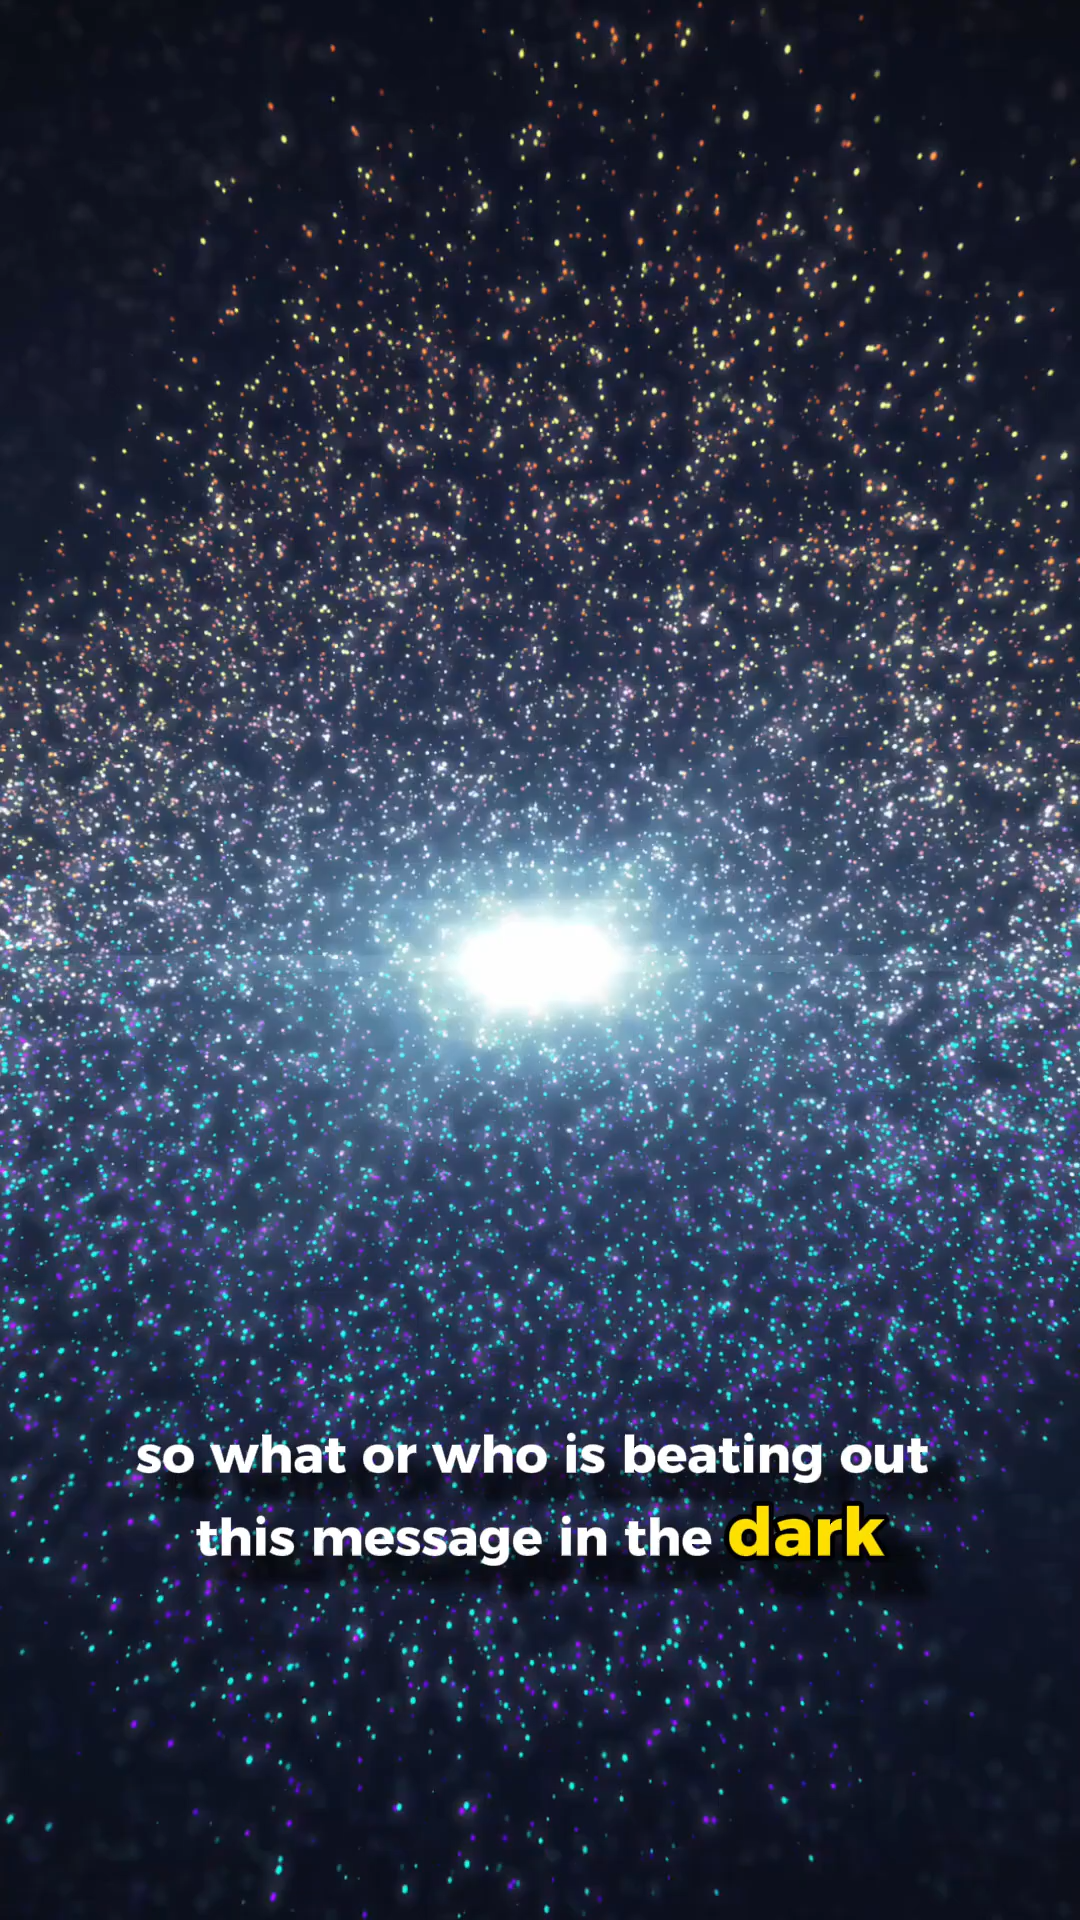 so what or who is beating out
this message in the dark